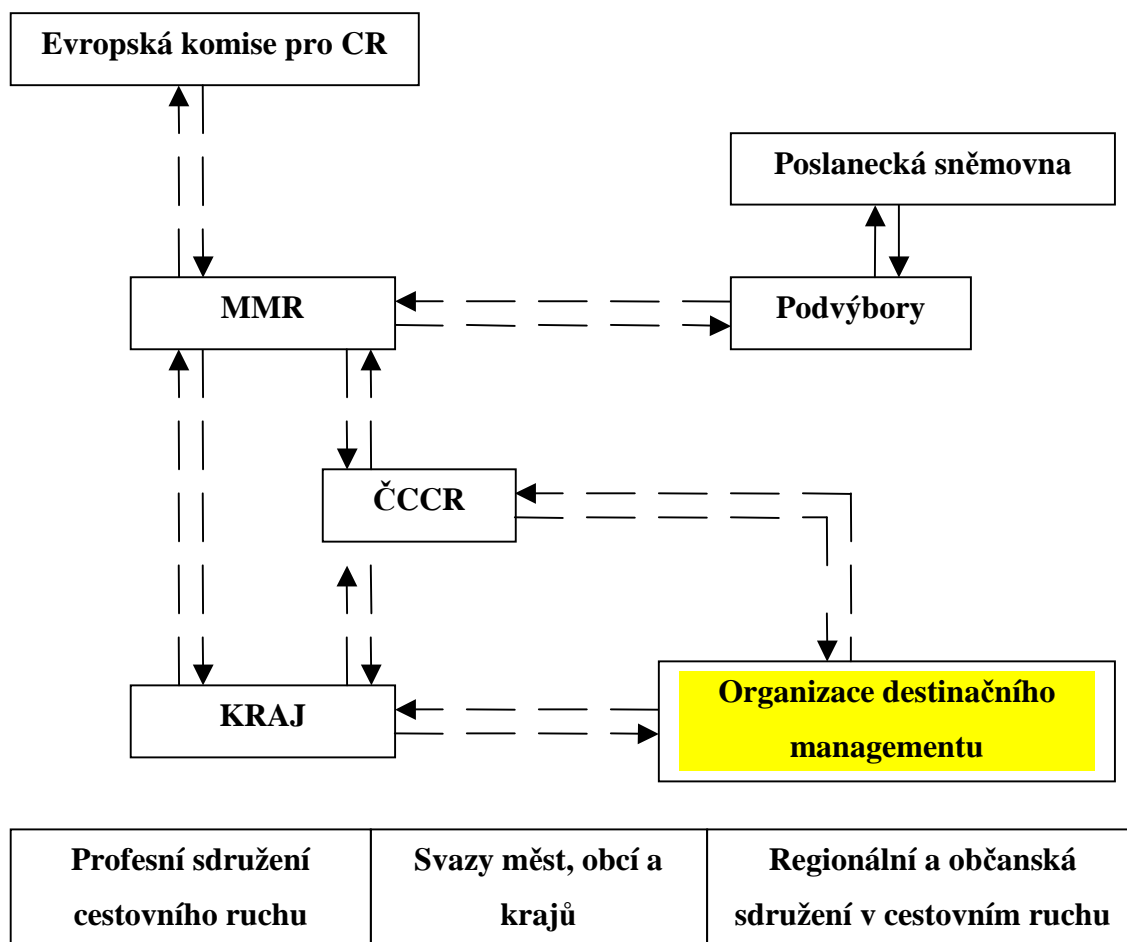 Evropská komise pro CR
Poslanecká sněmovna
MMR
Podvýbory
ČCCR
KRAJ
Organizace destinačního
managementu
Profesní sdružení
cestovního ruchu
Svazy měst, obcí a
krajů
Regionální a občanská
sdružení v cestovním ruchu